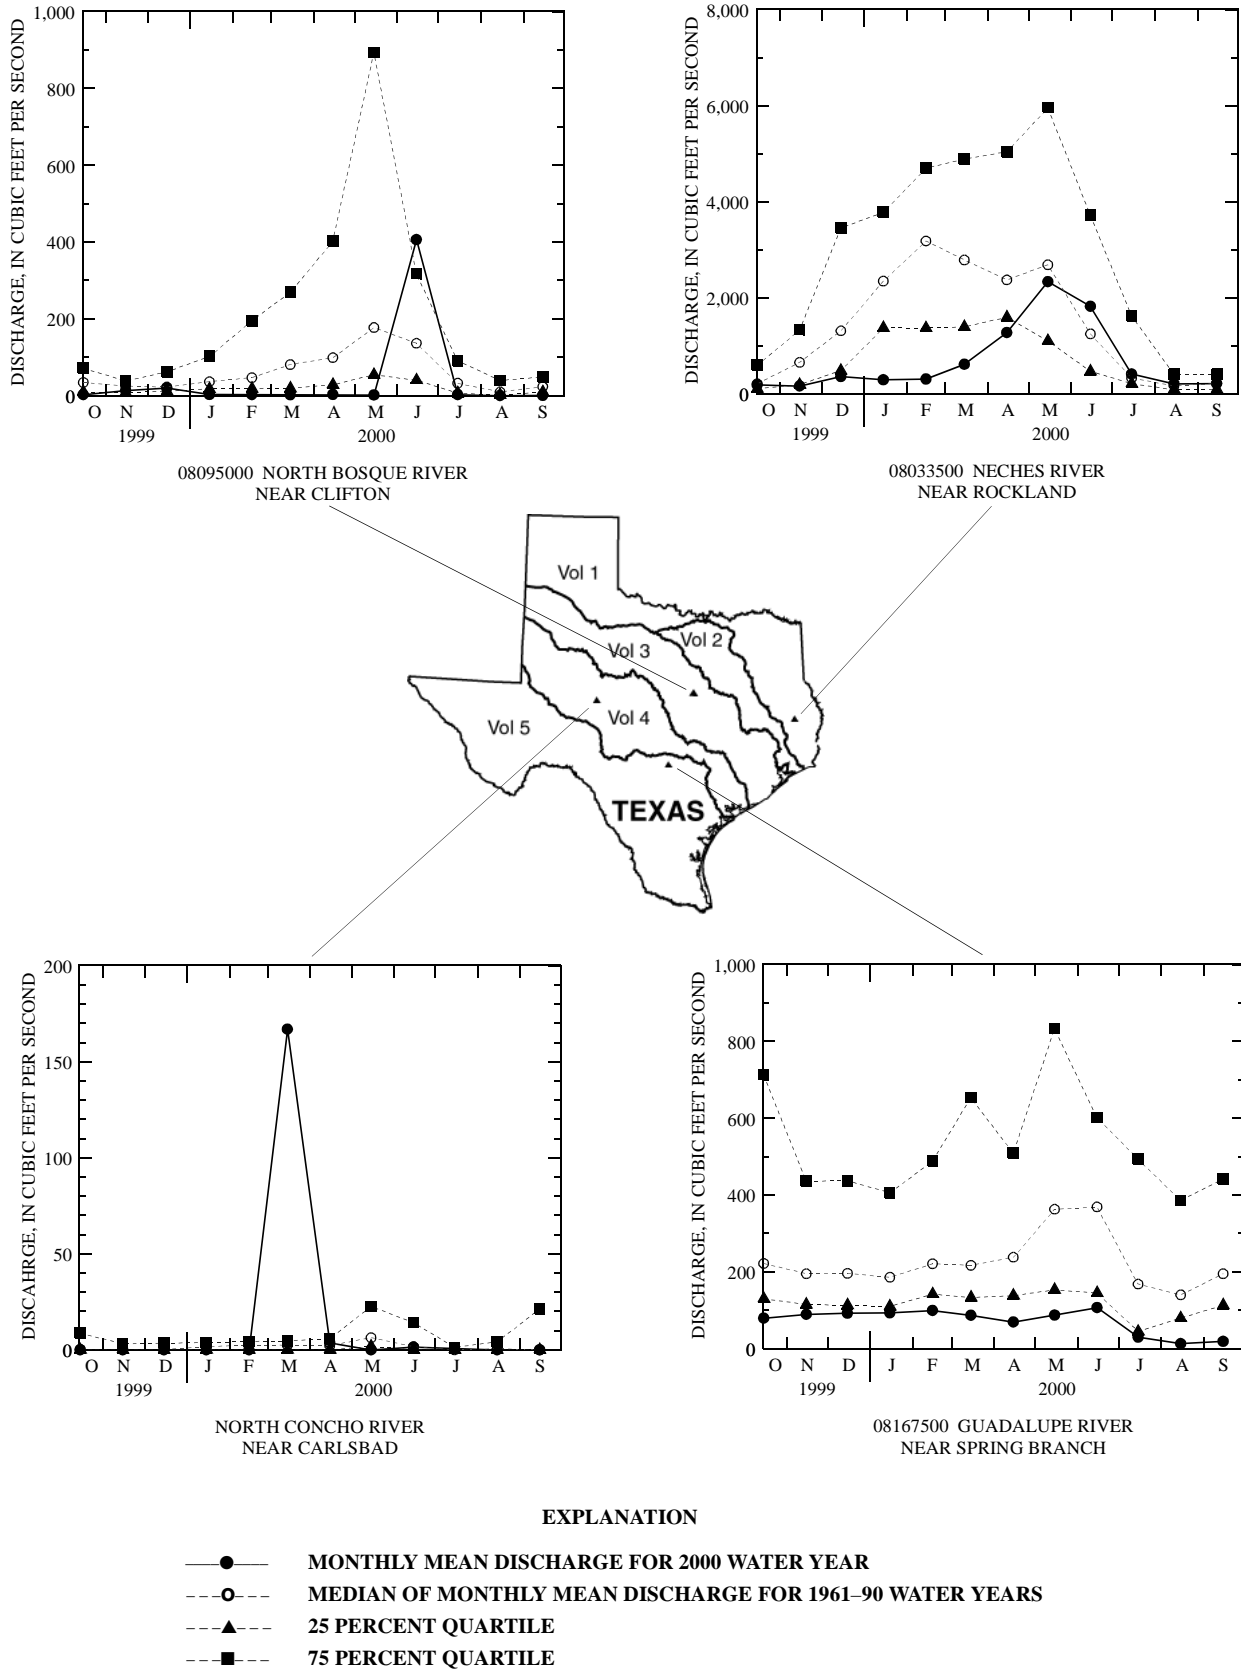 DISCHARGE, IN CUBIC FEET PER SECOND
1,000
800
600
400
200
0
O N D J F M A M J J A S
1999 2000
08095000 NORTH BOSQUE RIVER
NEAR CLIFTON
DISCHARGE, IN CUBIC FEET PER SECOND
8,000
6,000
4,000
2,000
0
O N D J F M A M J J A S
1999 2000
08033500 NECHES RIVER
NEAR ROCKLAND
Vol 1
Vol 2
Vol 3
Vol 4
Vol 5
TEXAS
DISCAHRGE, IN CUBIC FEET PER SECOND
200
150
100
50
0
O N D J F M A M J J A S
1999 2000
NORTH CONCHO RIVER
NEAR CARLSBAD
DISCHARGE, IN CUBIC FEET PER SECOND
1,000
800
600
400
200
0
O N D J F M A M J J A S
1999 2000
08167500 GUADALUPE RIVER
NEAR SPRING BRANCH
EXPLANATION
MONTHLY MEAN DISCHARGE FOR 2000 WATER YEAR
MEDIAN OF MONTHLY MEAN DISCHARGE FOR 1961–90 WATER YEARS
25 PERCENT QUARTILE
75 PERCENT QUARTILE